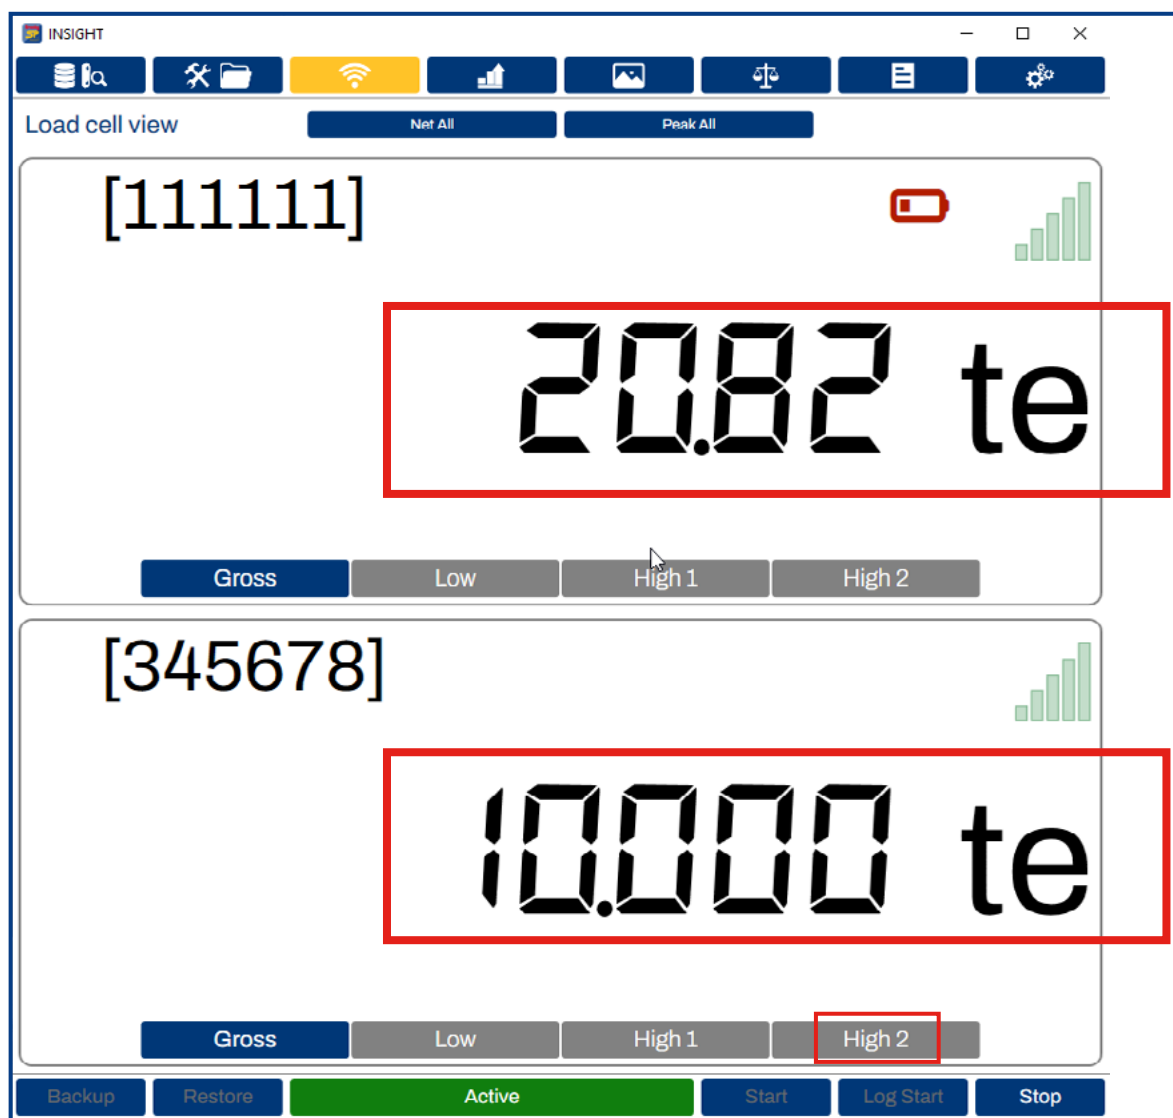 INSIGHT
Load cell view Net All Peak All
[111111]
20.82 te
Gross Low High 1 High 2
[345678]
10.000 te
Gross Low High 1 High 2
Backup Restore Active Start Log Start Stop